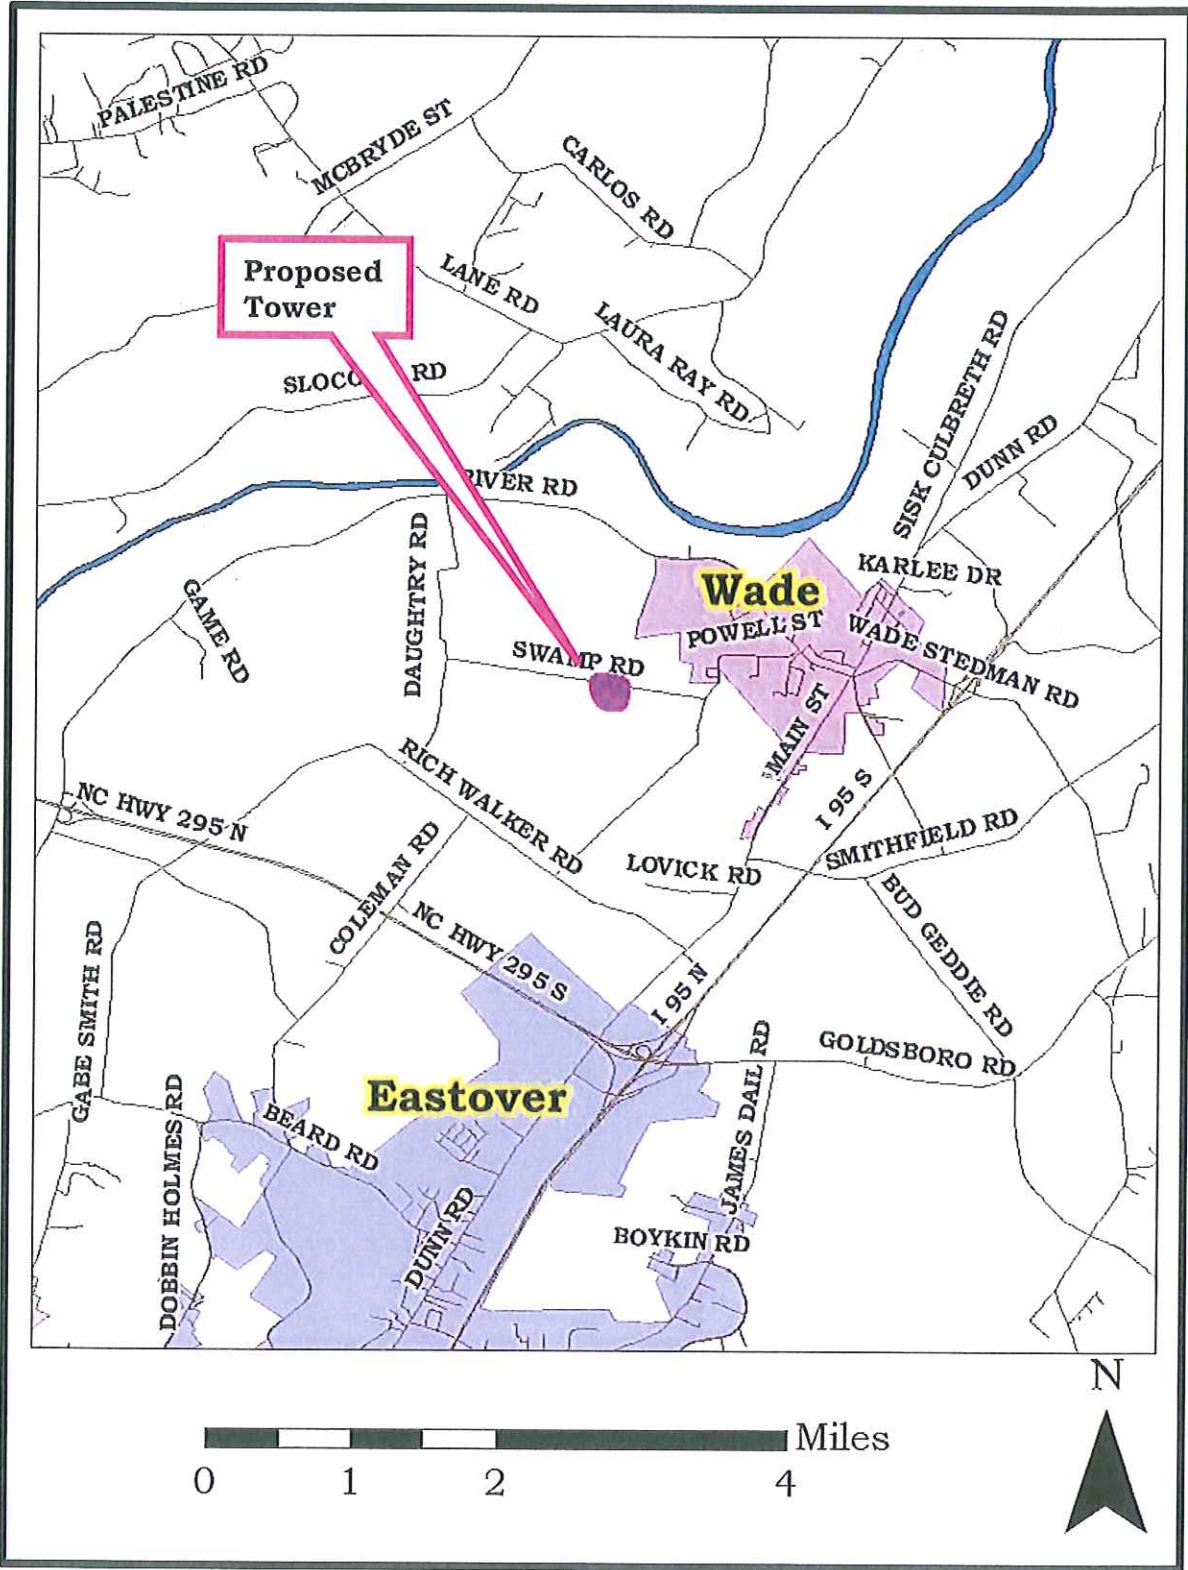 PALESTINE RD
MCBRYDE ST
CARLOS RD
Proposed
Tower
LANE RD
LAURA RAY RD
SLOCO RD
SISK CULBRETH RD
DUNN RD
RIVER RD
DAUGHTRY RD
KARLEE DR
Wade
GAME RD
POWELL ST
WADE STEDMAN RD
SWAMP RD
MAIN ST
RICH WALKER RD
NC HWY 295 N
I 95 S
COLEMAN RD
LOVICK RD
SMITHFIELD RD
BUD GEDDIE RD
NC HWY 295 S
GABE SMITH RD
I 95 N
GOLDSBORO RD
JAMES DAIL RD
Eastover
DOBBIN HOLMES RD
BEARD RD
DUNN RD
BOYKIN RD
N
Miles
0 1 2 4